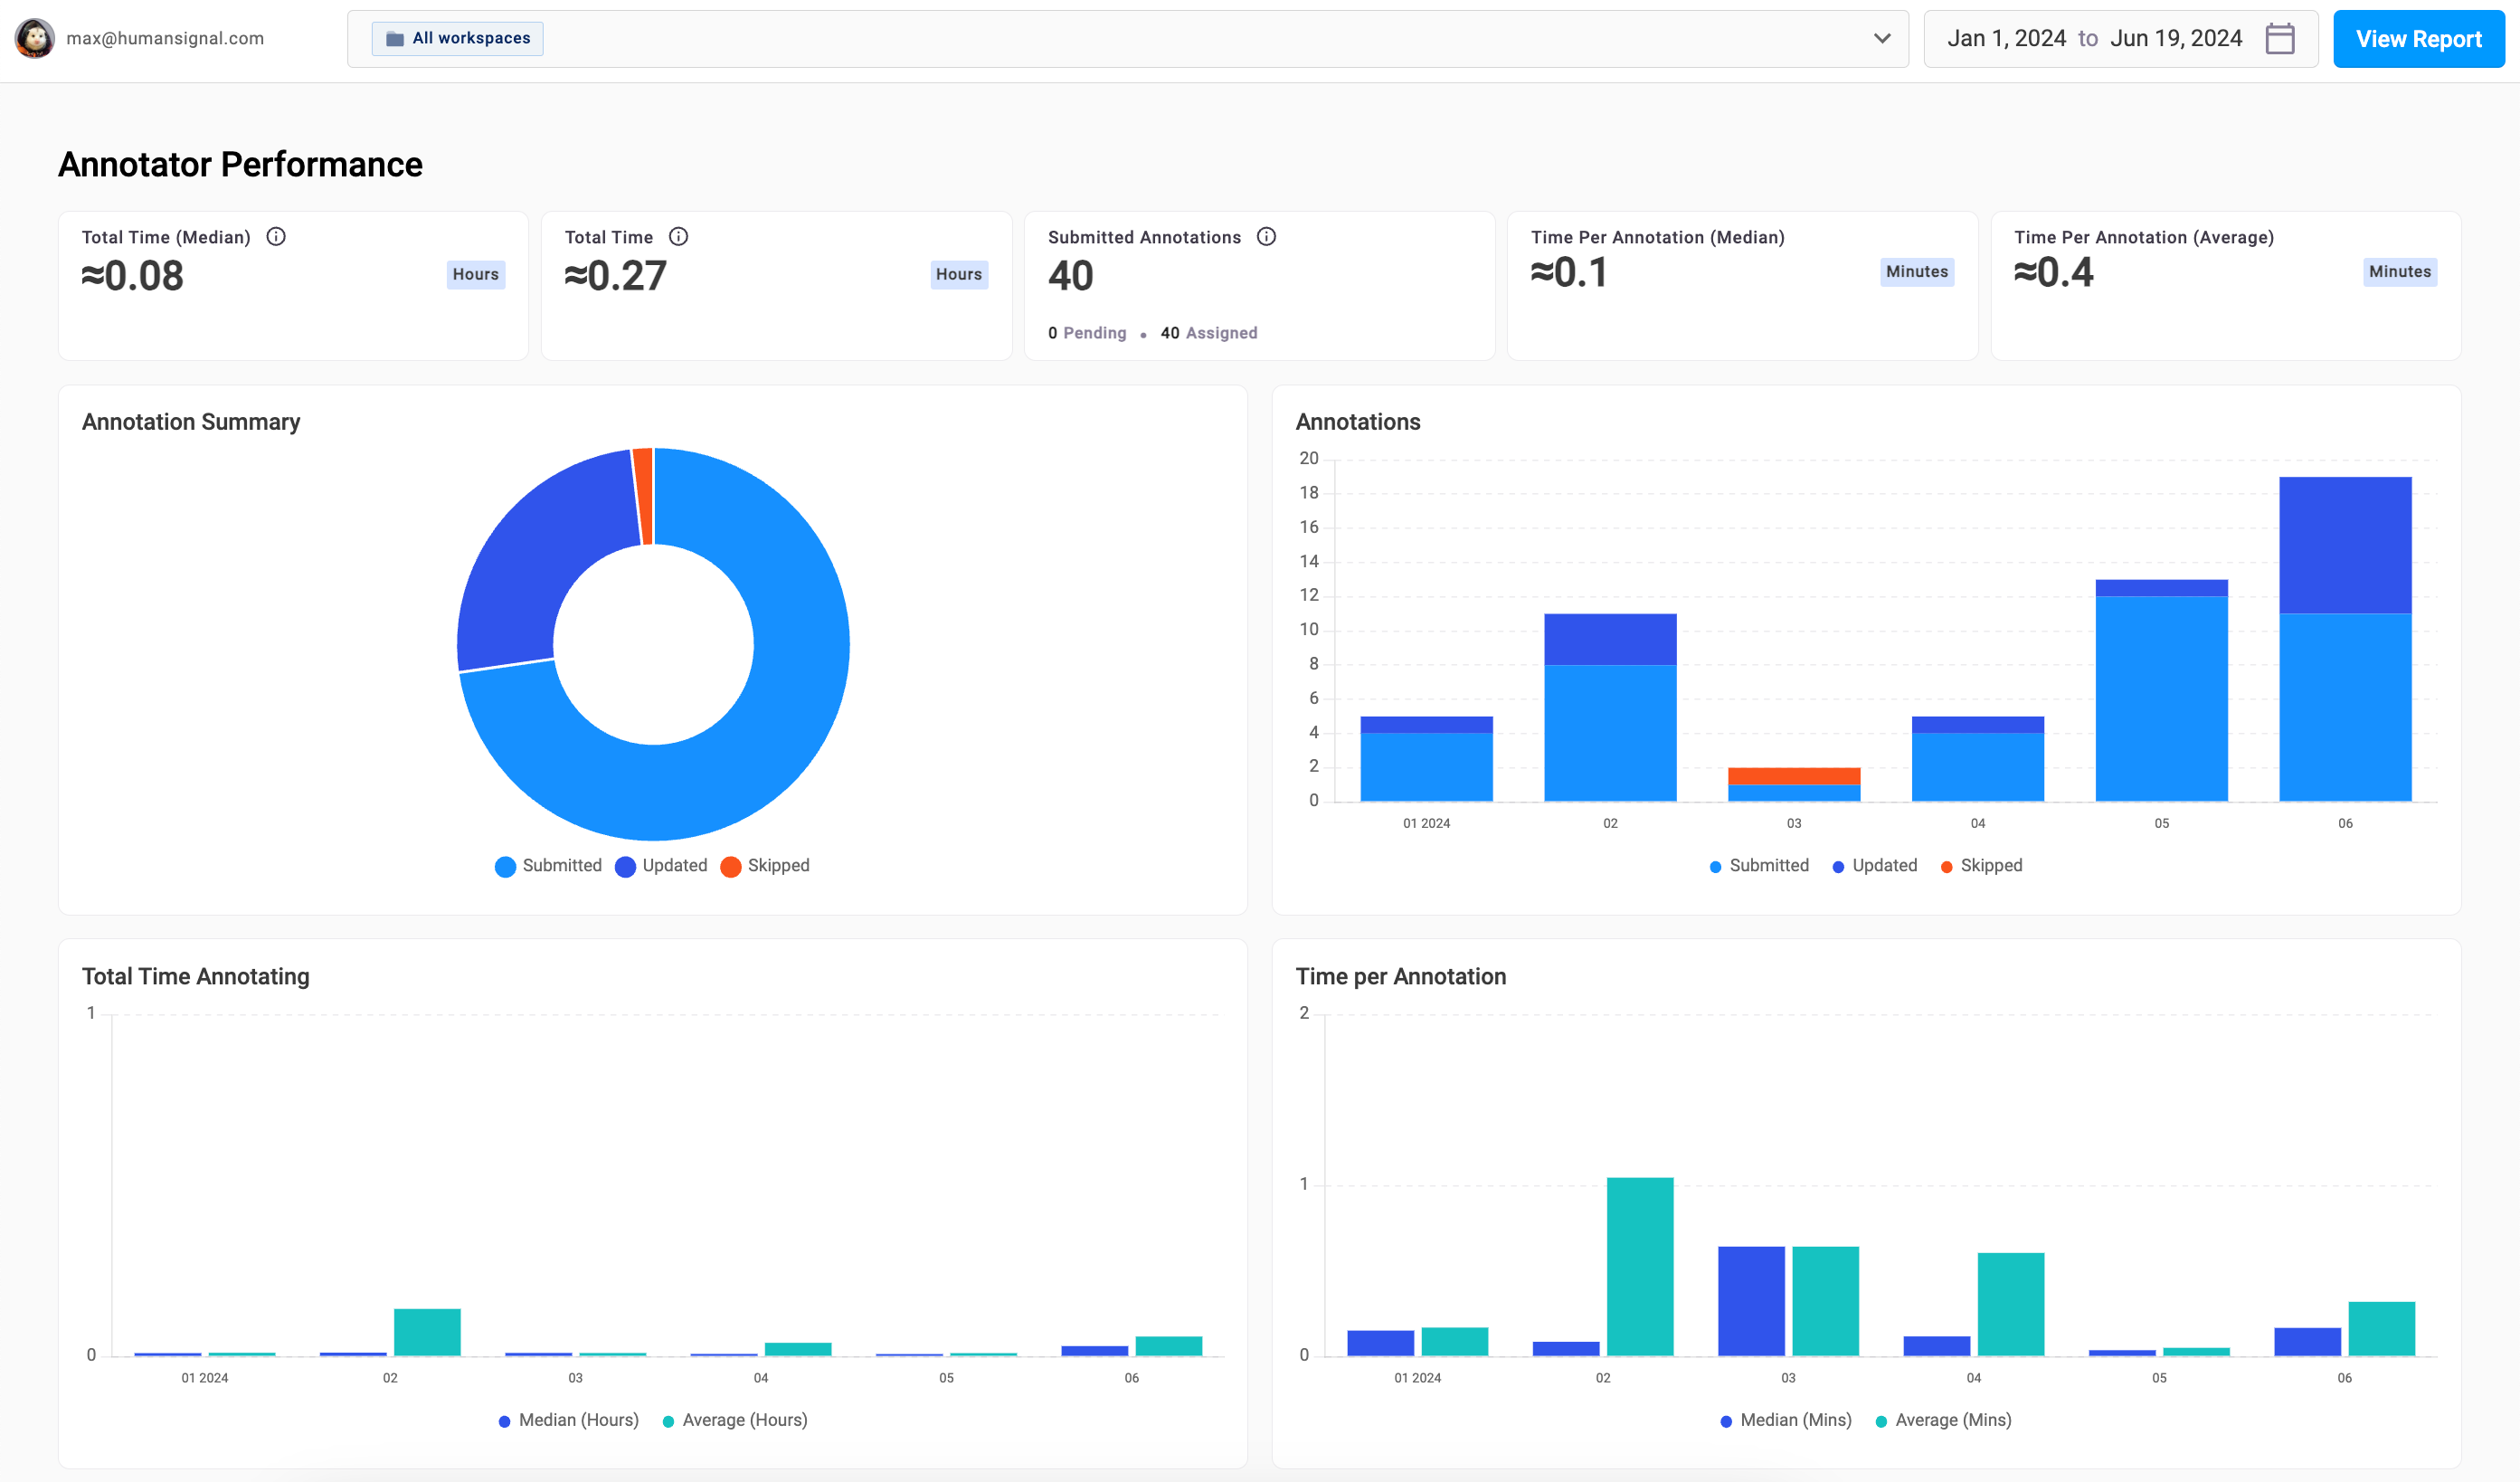 max@humansignal.com
All workspaces
Jan 1, 2024 to Jun 19, 2024
View Report
Annotator Performance
Total Time (Median)
≈0.08
Hours
Total Time
≈0.27
Hours
Submitted Annotations
40
0 Pending • 40 Assigned
Time Per Annotation (Median)
≈0.1
Minutes
Time Per Annotation (Average)
≈0.4
Minutes
Annotation Summary
Submitted Updated Skipped
Annotations
20
18
16
14
12
10
8
6
4
2
0
01 2024 02 03 04 05 06
Submitted Updated Skipped
Total Time Annotating
1
0
01 2024 02 03 04 05 06
Median (Hours) Average (Hours)
Time per Annotation
2
1
0
01 2024 02 03 04 05 06
Median (Mins) Average (Mins)